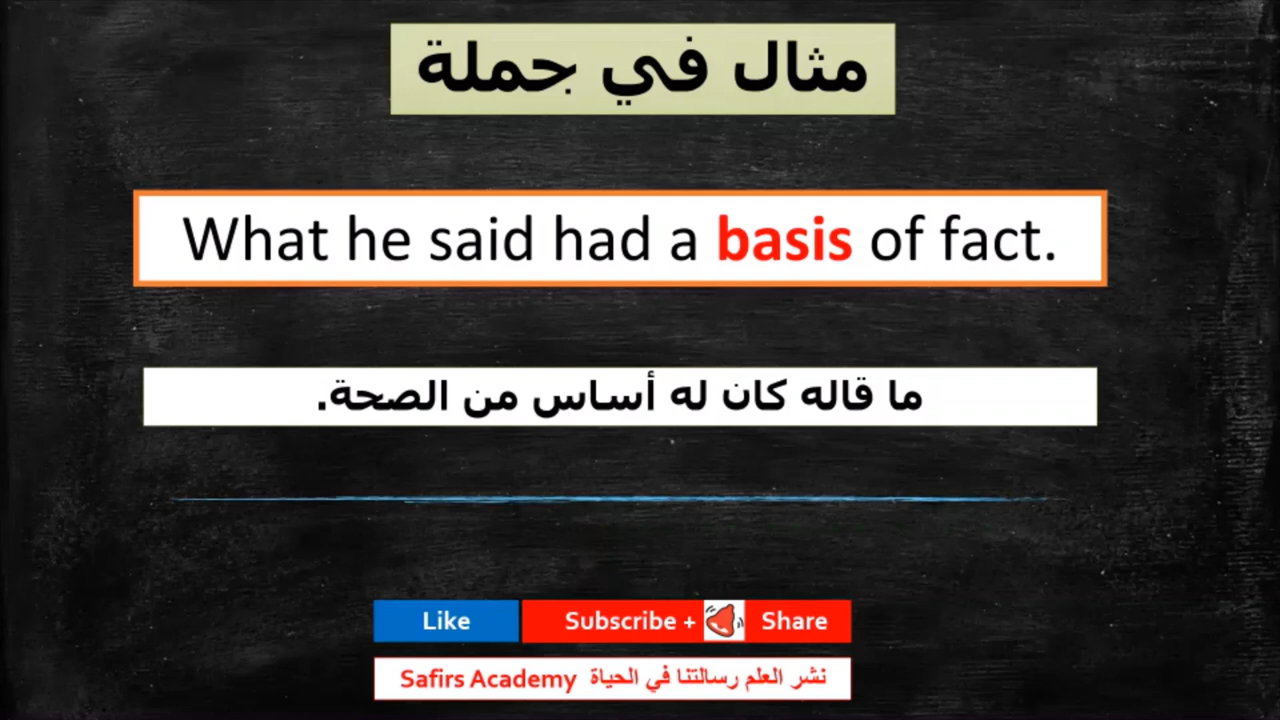 مثال في جملة
What he said had a basis of fact.
ما قاله كان له أساس من الصحة.
Like Subscribe + Share
Safirs Academy نشر العلم رسالتنا في الحياة